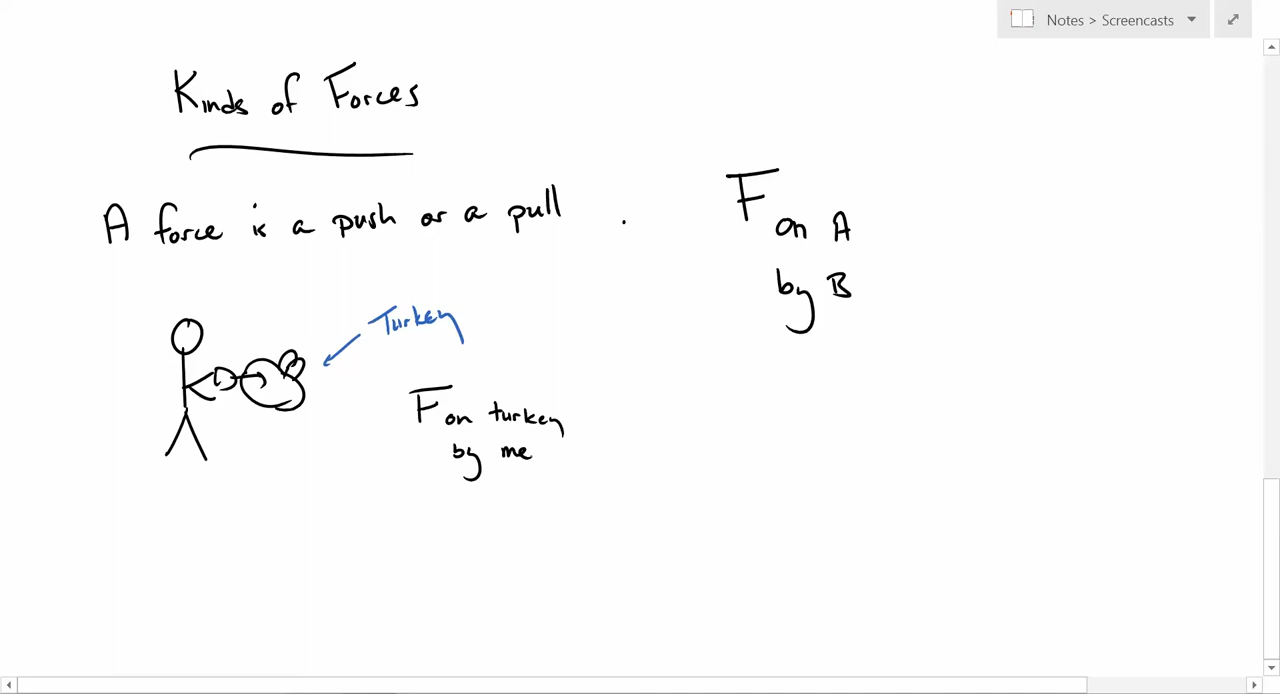 Notes > Screencasts
Kinds of Forces
A force is a push or a pull .
F on A
by B
Turkey
F on turkey
by me